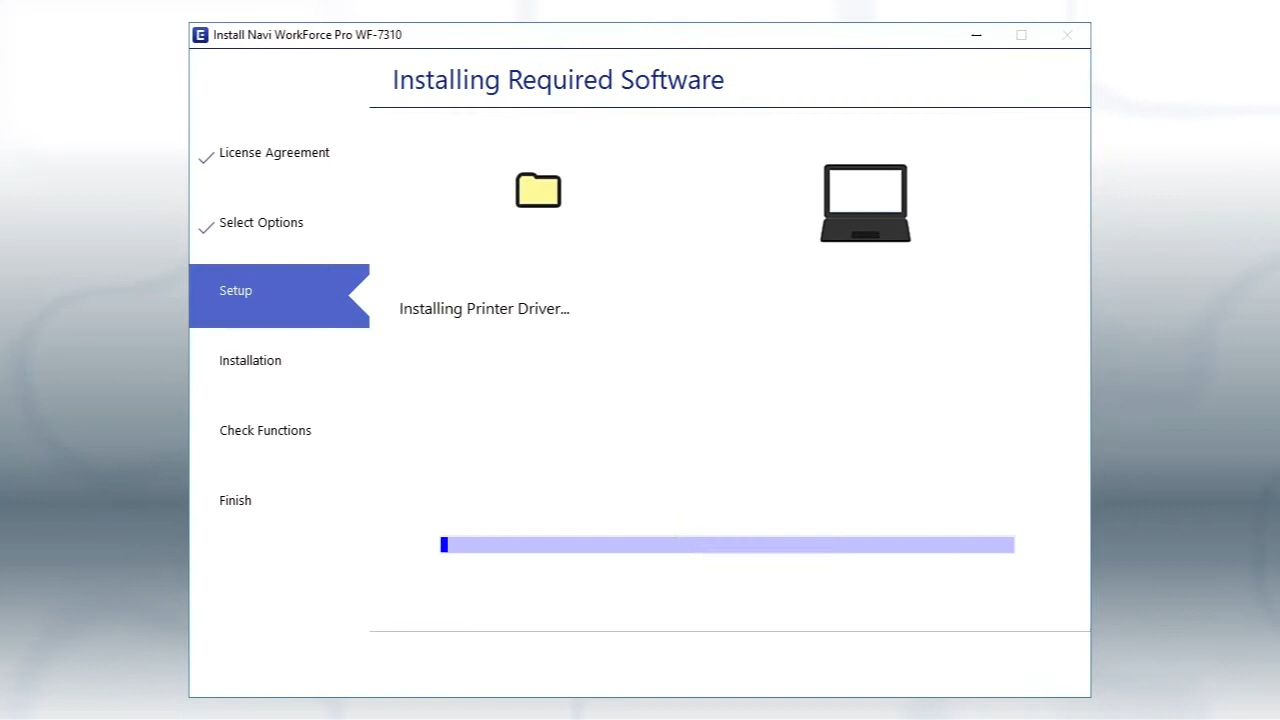 E Install Navi WorkForce Pro WF-7310
Installing Required Software
License Agreement
Select Options
Setup
Installing Printer Driver...
Installation
Check Functions
Finish